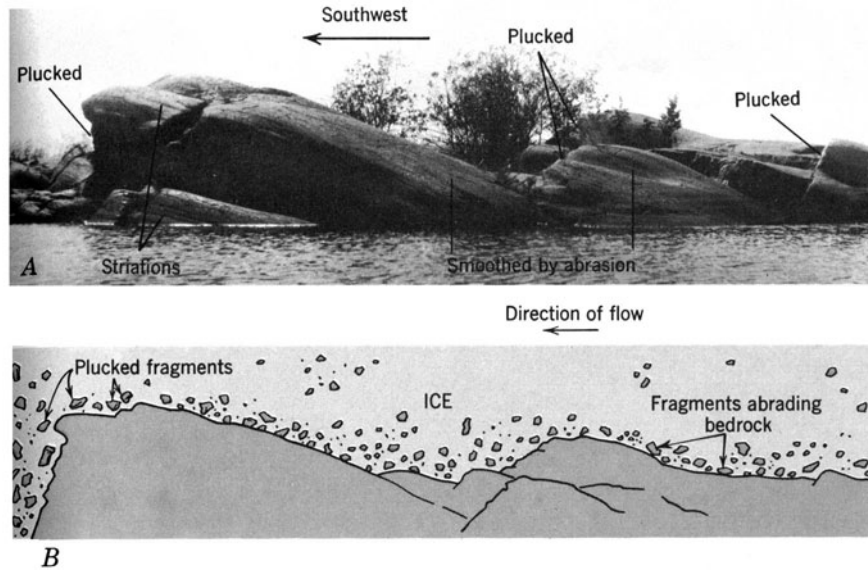 Southwest
Plucked
Plucked
Plucked
Striations
Smoothed by abrasion
A
Direction of flow
Plucked fragments
ICE
Fragments abrading
bedrock
B